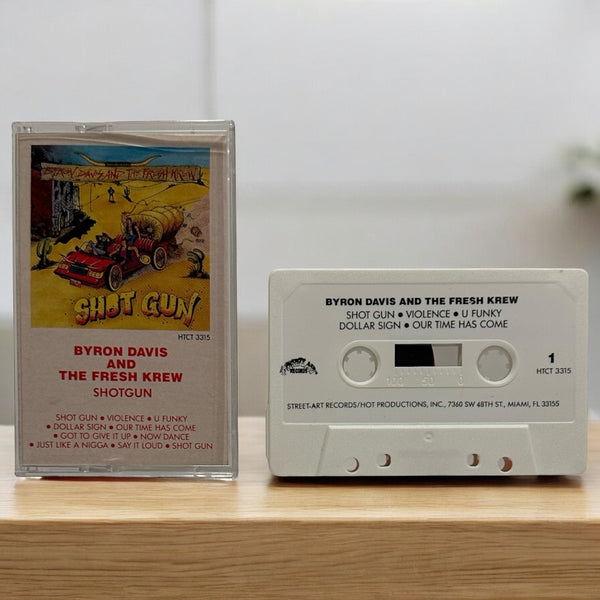 BYRON DAVIS AND THE FRESH KREW
SHOT GUN
HTCT 3315
BYRON DAVIS
AND
THE FRESH KREW
SHOTGUN
SHOT GUN • VIOLENCE • U FUNKY
• DOLLAR SIGN • OUR TIME HAS COME
• GOT TO GIVE IT UP • NOW DANCE
• JUST LIKE A NIGGA • SAY IT LOUD • SHOT GUN
BYRON DAVIS AND THE FRESH KREW
SHOT GUN • VIOLENCE • U FUNKY
DOLLAR SIGN • OUR TIME HAS COME
1
HTCT 3315
RECORDS
100 50 0
STREET-ART RECORDS/HOT PRODUCTIONS, INC., 7360 SW 48TH ST., MIAMI, FL 33155